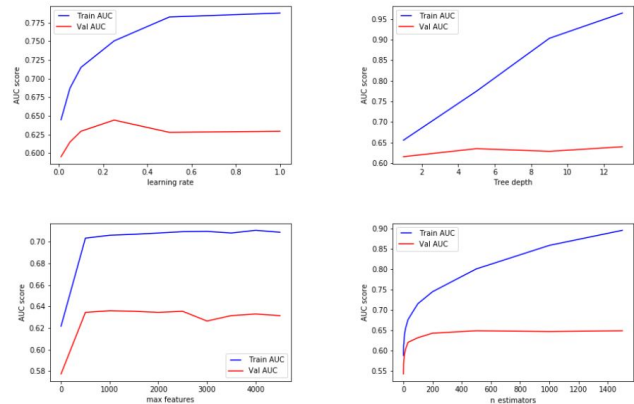 Train AUC
Val AUC
0.775
0.750
0.725
0.700
0.675
0.650
0.625
0.600
AUC score
0.0 0.2 0.4 0.6 0.8 1.0
learning rate
Train AUC
Val AUC
0.95
0.90
0.85
0.80
0.75
0.70
0.65
0.60
AUC score
2 4 6 8 10 12
Tree depth
0.70
0.68
0.66
0.64
0.62
0.60
0.58
AUC score
Train AUC
Val AUC
0 1000 2000 3000 4000
max features
Train AUC
Val AUC
0.90
0.85
0.80
0.75
0.70
0.65
0.60
0.55
AUC score
0 200 400 600 800 1000 1200 1400
n estimators